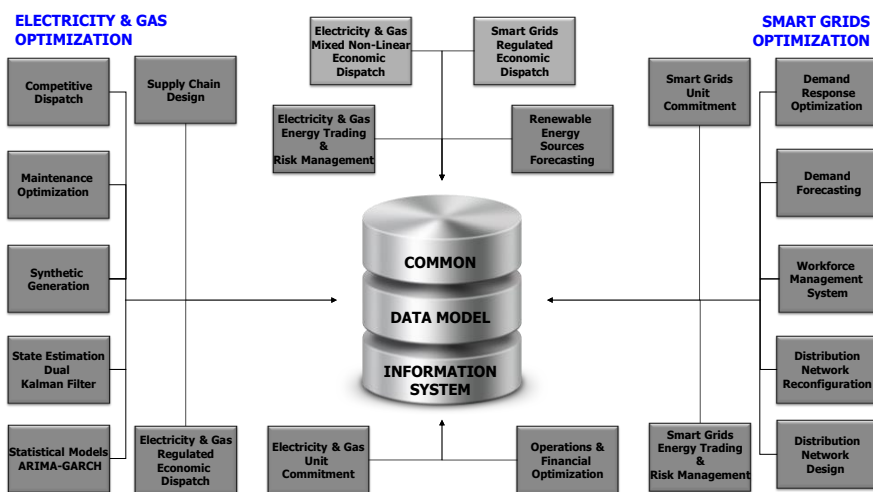 ELECTRICITY & GAS
OPTIMIZATION
SMART GRIDS
OPTIMIZATION
Electricity & Gas
Mixed Non-Linear
Economic
Dispatch
Smart Grids
Regulated
Economic
Dispatch
Competitive
Dispatch
Supply Chain
Design
Smart Grids
Unit
Commitment
Demand
Response
Optimization
Electricity & Gas
Energy Trading
&
Risk Management
Renewable
Energy
Sources
Forecasting
Maintenance
Optimization
Demand
Forecasting
Synthetic
Generation
COMMON
DATA MODEL
INFORMATION
SYSTEM
Workforce
Management
System
State Estimation
Dual
Kalman Filter
Distribution
Network
Reconfiguration
Statistical Models
ARIMA-GARCH
Electricity & Gas
Regulated
Economic
Dispatch
Electricity & Gas
Unit
Commitment
Operations &
Financial
Optimization
Smart Grids
Energy Trading
&
Risk Management
Distribution
Network
Design